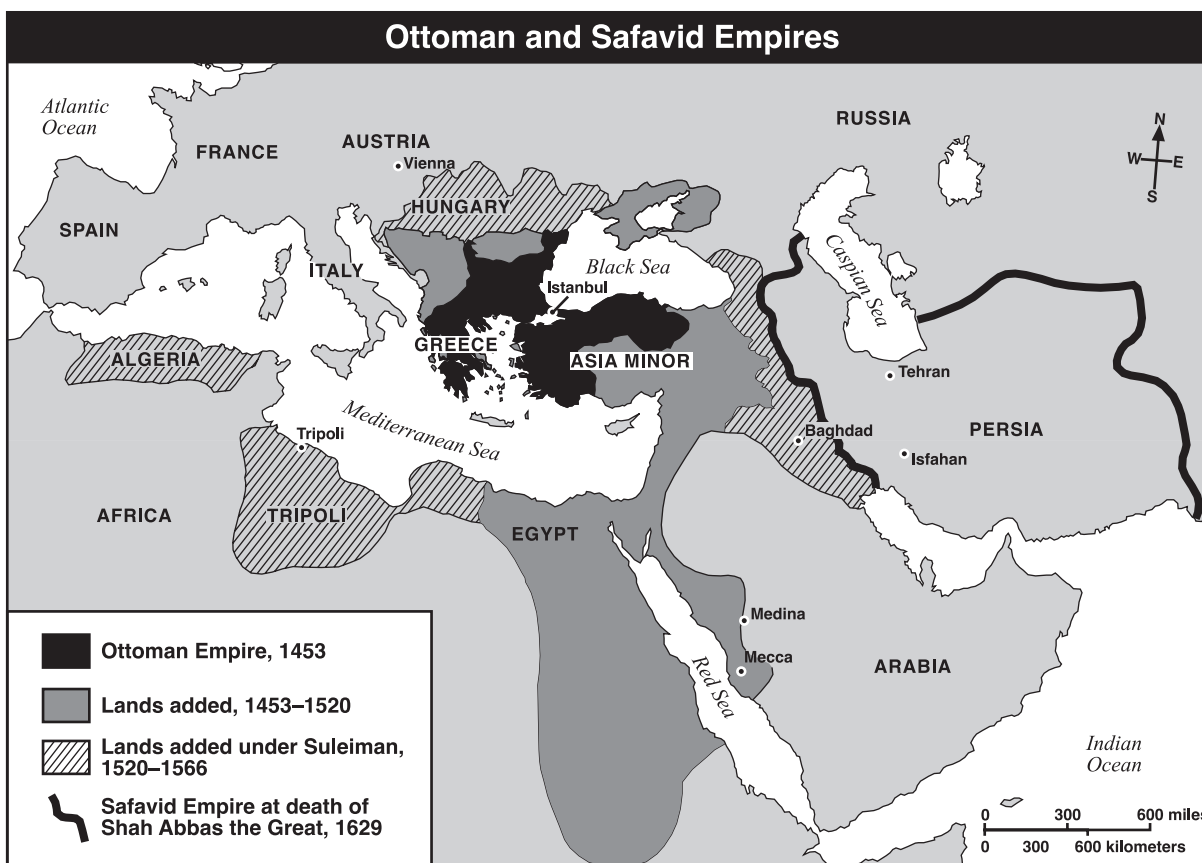 Ottoman and Safavid Empires
Atlantic
Ocean
RUSSIA
N
W E
S
FRANCE
AUSTRIA
Vienna
HUNGARY
SPAIN
ITALY
Black Sea
Caspian Sea
Istanbul
GREECE
ASIA MINOR
ALGERIA
Tehran
Mediterranean Sea
Tripoli
Baghdad
PERSIA
Isfahan
AFRICA
TRIPOLI
EGYPT
Medina
Mecca
Red Sea
ARABIA
Indian
Ocean
Ottoman Empire, 1453
Lands added, 1453–1520
Lands added under Suleiman,
1520–1566
Safavid Empire at death of
Shah Abbas the Great, 1629
0 300 600 miles
0 300 600 kilometers